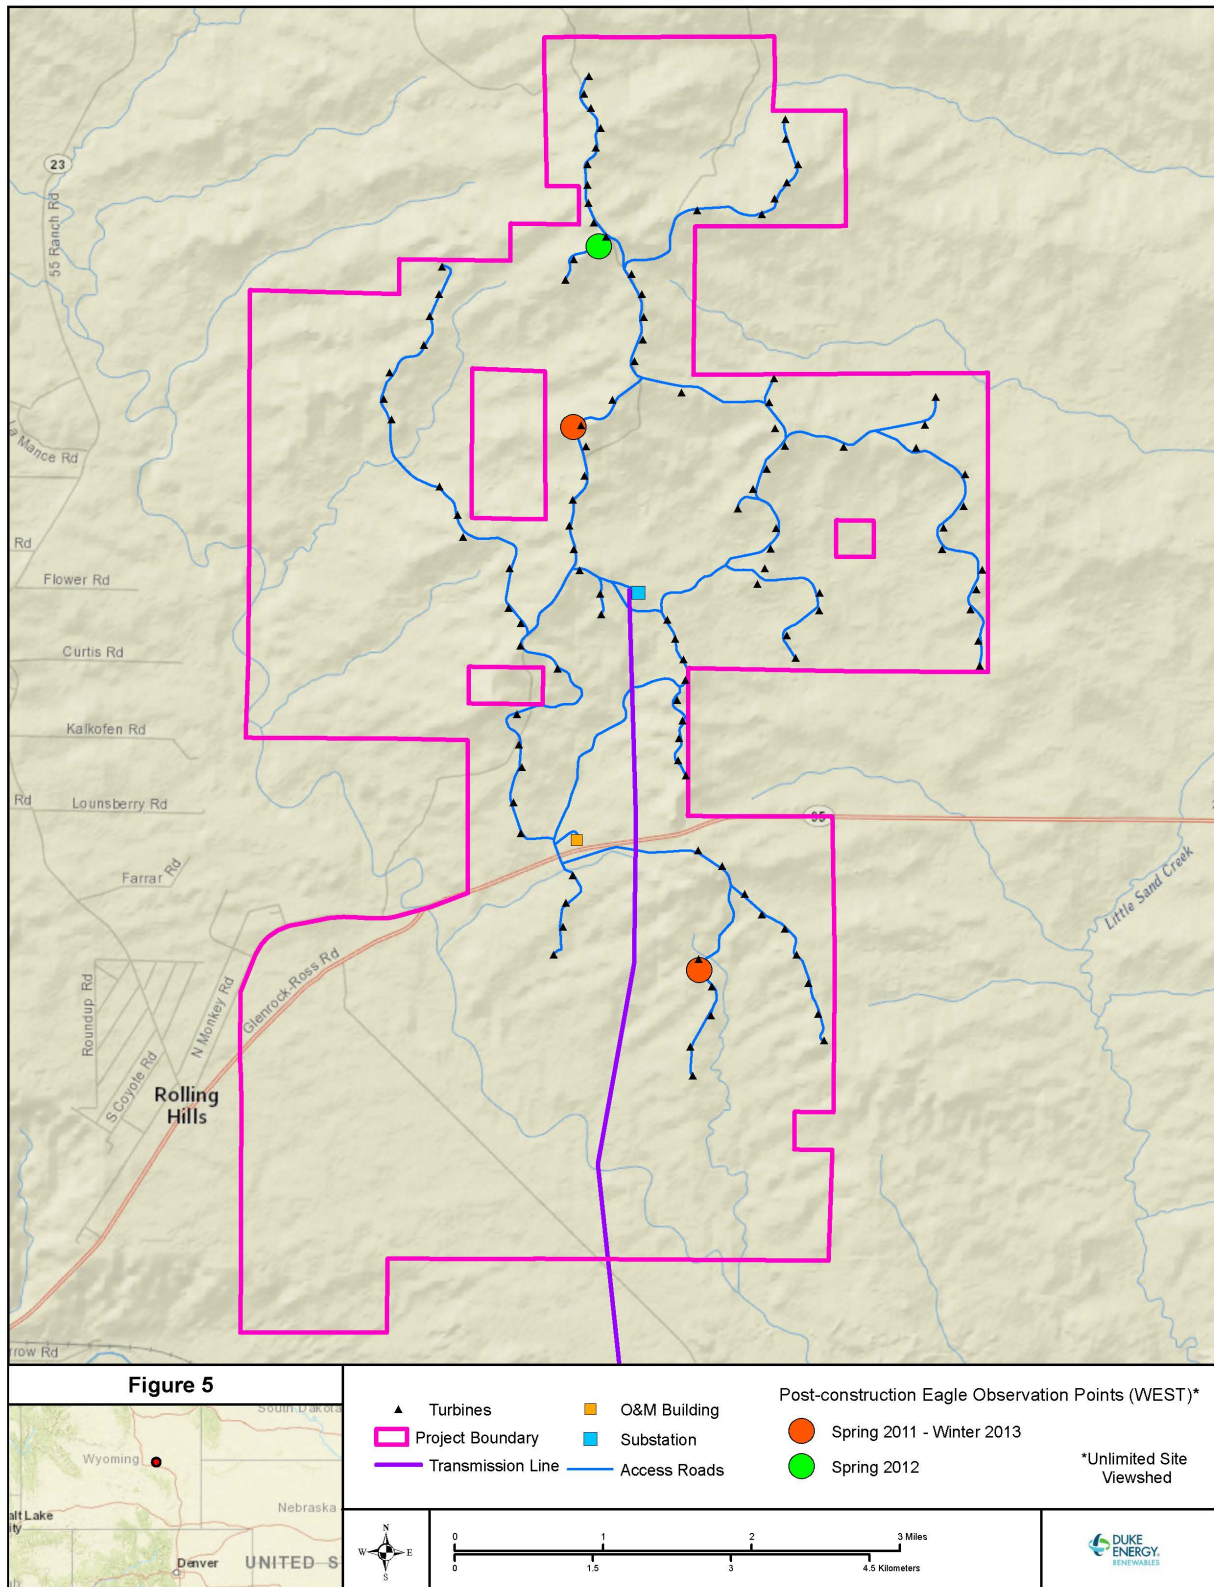 23
55 Ranch Rd
La Mance Rd
Rd
Flower Rd
Curtis Rd
Kalkofen Rd
Rd
Lounsberry Rd
95
Farrar Rd
Little Sand Creek
Roundup Rd
N Monkey Rd
Glenrock-Ross Rd
S Coyote Rd
Rolling
Hills
rrow Rd
Figure 5
South Dakota
Wyoming
Nebraska
alt Lake
ity
Denver
UNITED S
Turbines
Project Boundary
Transmission Line
O&M Building
Substation
Access Roads
Post-construction Eagle Observation Points (WEST)*
Spring 2011 - Winter 2013
Spring 2012
*Unlimited Site
Viewshed
N
W E
S
0 1 2 3 Miles
0 1.5 3 4.5 Kilometers
DUKE
ENERGY®
RENEWABLES